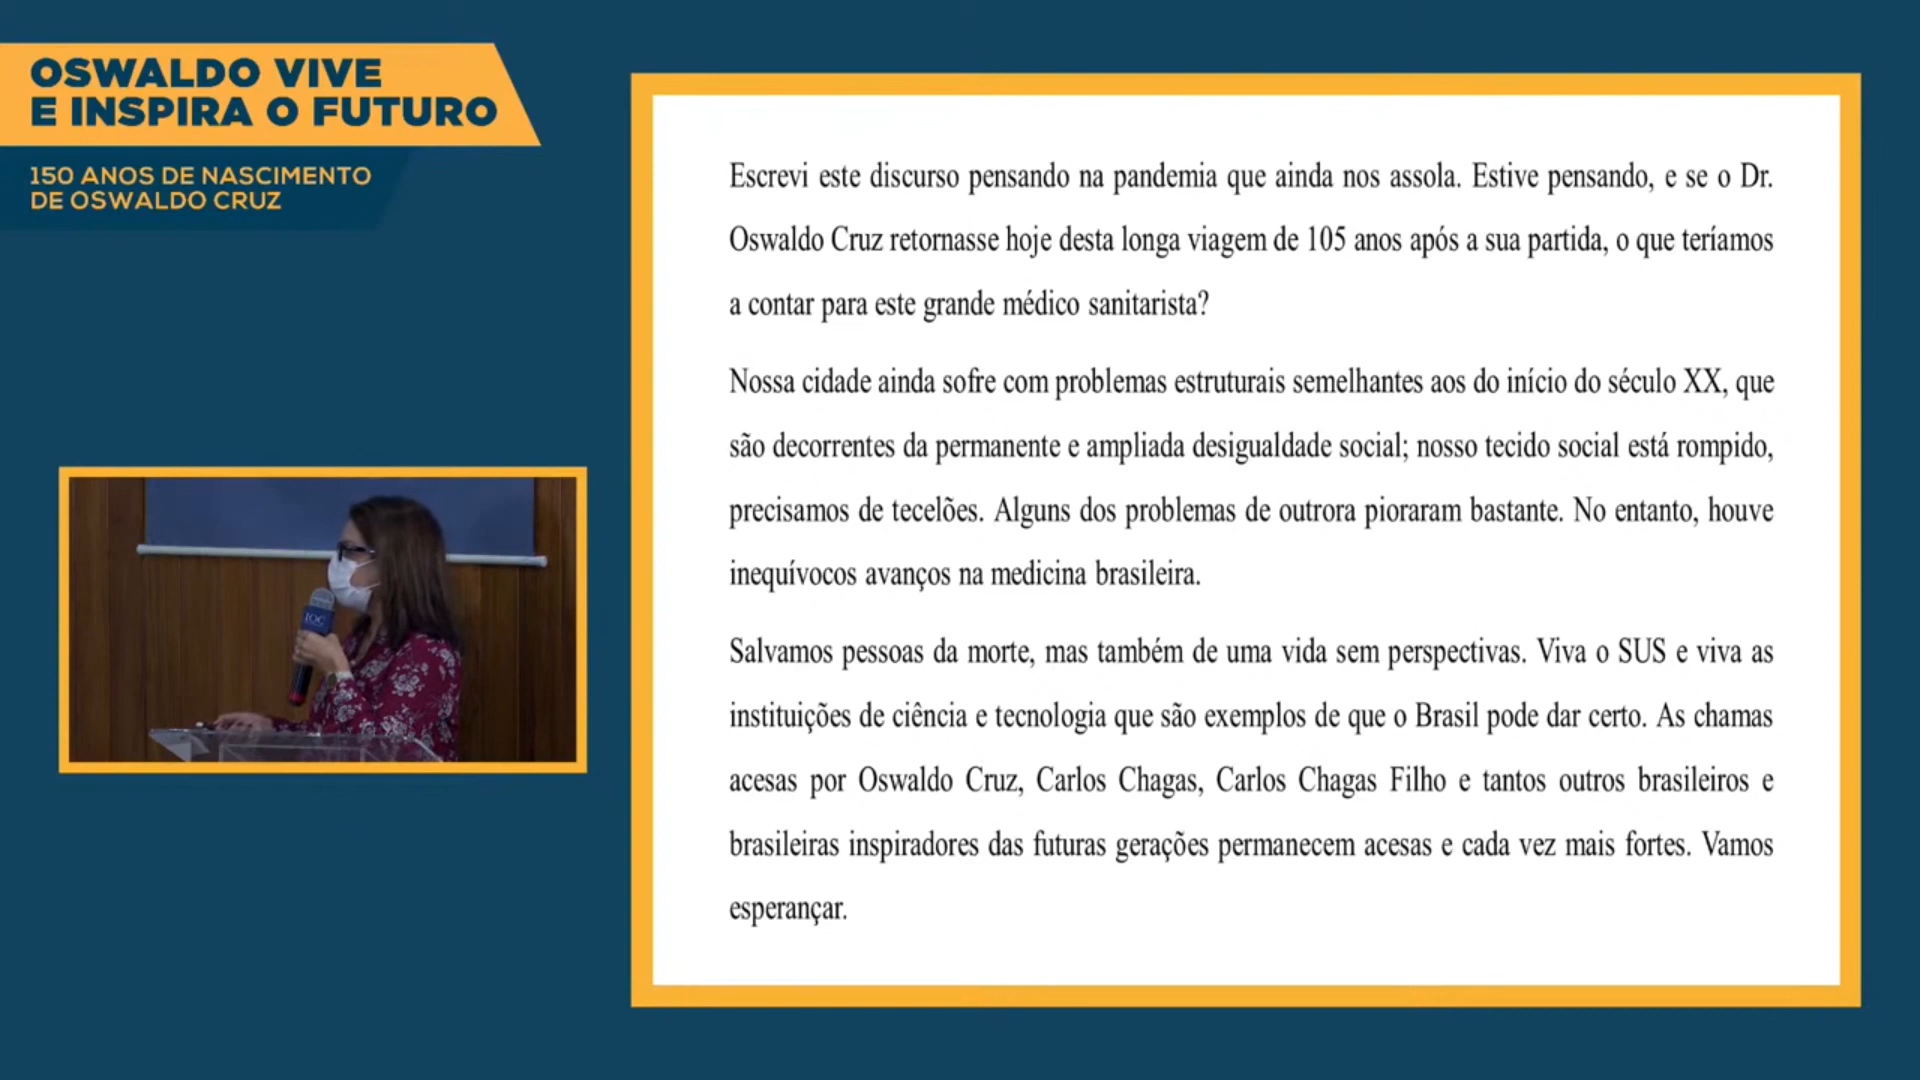 OSWALDO VIVE
E INSPIRA O FUTURO
150 ANOS DE NASCIMENTO
DE OSWALDO CRUZ
IOC
Escrevi este discurso pensando na pandemia que ainda nos assola. Estive pensando, e se o Dr.
Oswaldo Cruz retornasse hoje desta longa viagem de 105 anos após a sua partida, o que teríamos
a contar para este grande médico sanitarista?
Nossa cidade ainda sofre com problemas estruturais semelhantes aos do início do século XX, que
são decorrentes da permanente e ampliada desigualdade social; nosso tecido social está rompido,
precisamos de tecelões. Alguns dos problemas de outrora pioraram bastante. No entanto, houve
inequívocos avanços na medicina brasileira.
Salvamos pessoas da morte, mas também de uma vida sem perspectivas. Viva o SUS e viva as
instituições de ciência e tecnologia que são exemplos de que o Brasil pode dar certo. As chamas
acesas por Oswaldo Cruz, Carlos Chagas, Carlos Chagas Filho e tantos outros brasileiros e
brasileiras inspiradores das futuras gerações permanecem acesas e cada vez mais fortes. Vamos
esperançar.